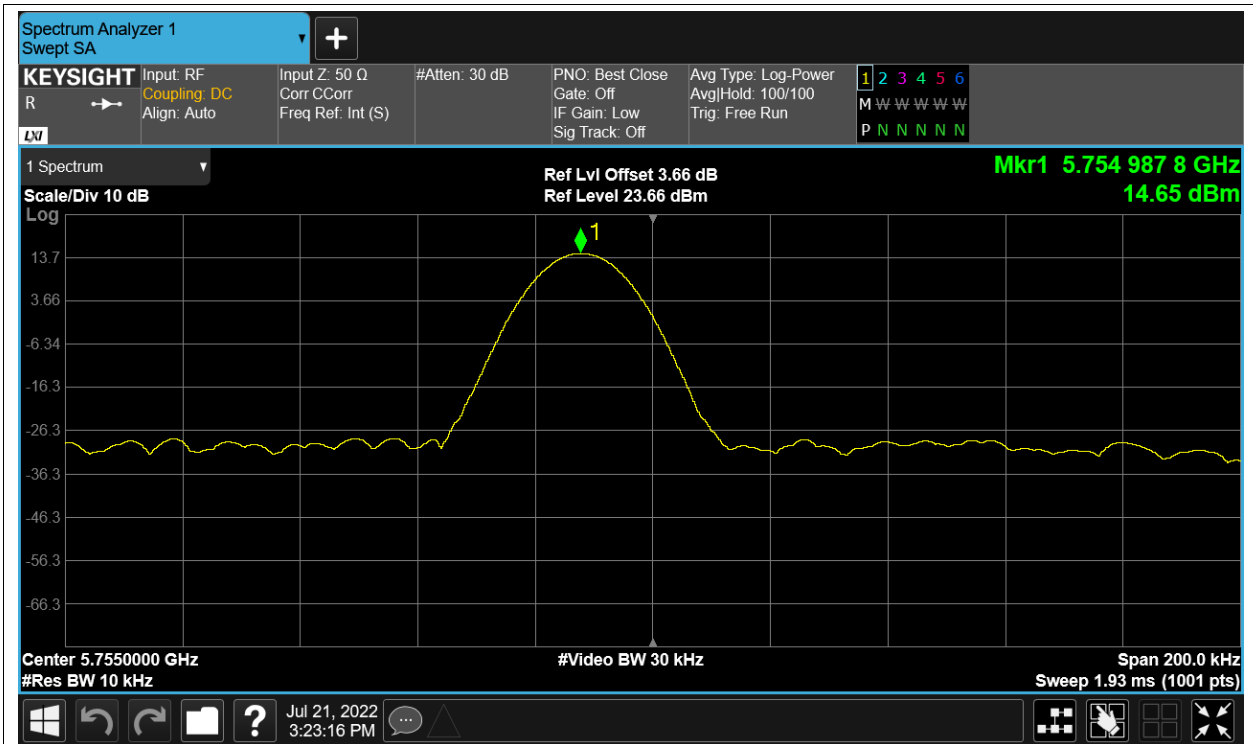 Spectrum Analyzer 1
Swept SA
KEYSIGHT
R
LXI
Input: RF
Coupling: DC
Align: Auto
Input Z: 50 Ω
Corr CCorr
Freq Ref: Int (S)
#Atten: 30 dB
PNO: Best Close
Gate: Off
IF Gain: Low
Sig Track: Off
Avg Type: Log-Power
Avg|Hold: 100/100
Trig: Free Run
1 2 3 4 5 6
M W W W W W
P N N N N N
1 Spectrum
Scale/Div 10 dB
Ref Lvl Offset 3.66 dB
Ref Level 23.66 dBm
Mkr1 5.754 987 8 GHz
14.65 dBm
Log
1
13.7
3.66
-6.34
-16.3
-26.3
-36.3
-46.3
-56.3
-66.3
Center 5.7550000 GHz
#Video BW 30 kHz
Span 200.0 kHz
#Res BW 10 kHz
Sweep 1.93 ms (1001 pts)
?
Jul 21, 2022
3:23:16 PM